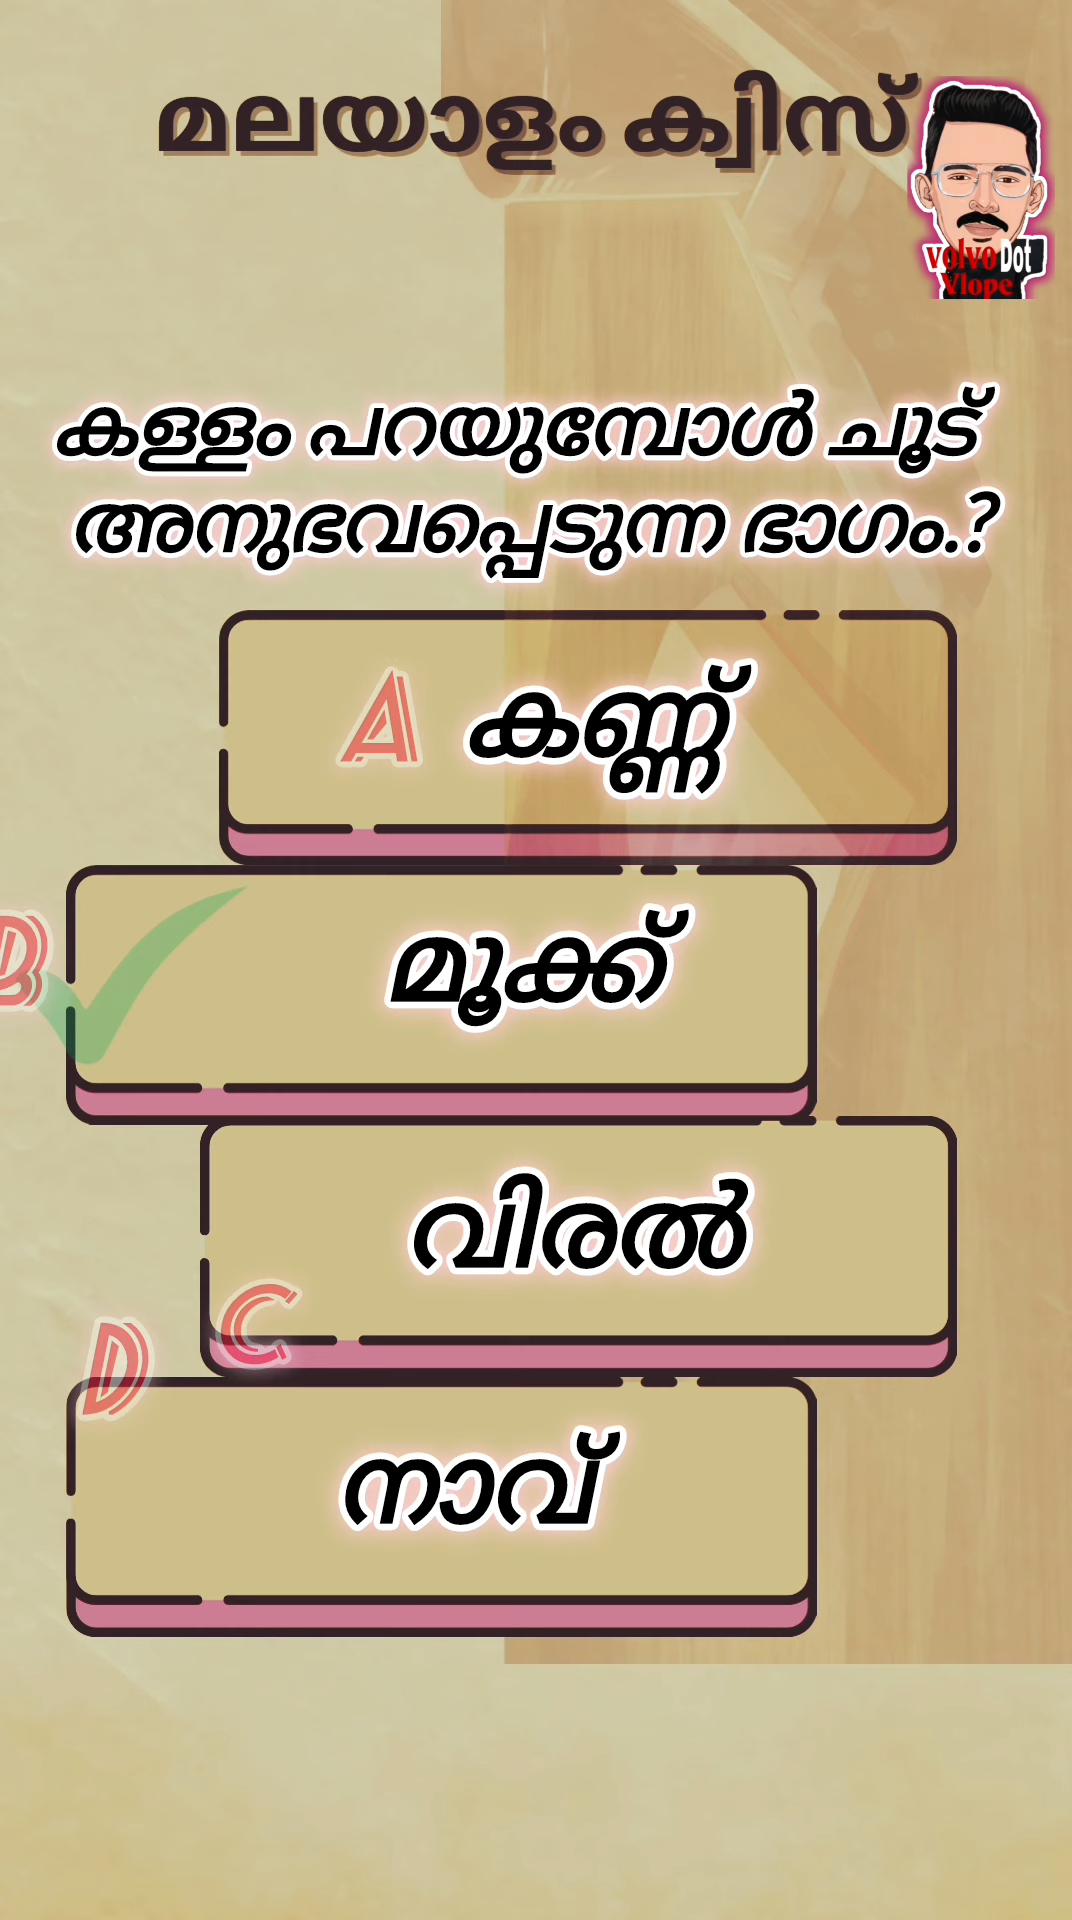 മലയാളം ക്വിസ്
volvo Dot
Vlope
കള്ളം പറയുമ്പോൾ ചൂട്
അനുഭവപ്പെടുന്ന ഭാഗം.?
A കണ്ണ്
B മൂക്ക്
വിരൽ
C
D
നാവ്